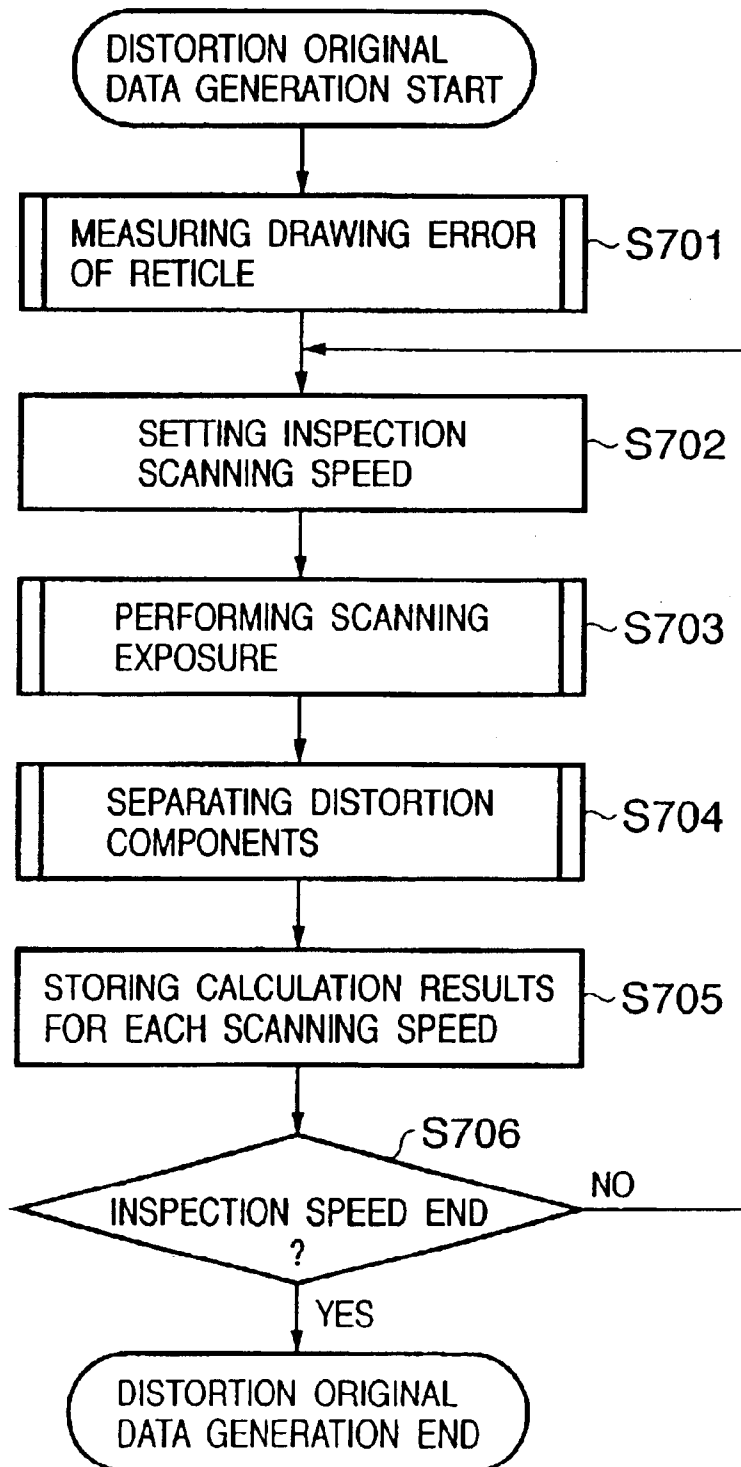 DISTORTION ORIGINAL
DATA GENERATION START
MEASURING DRAWING ERROR
OF RETICLE
S701
SETTING INSPECTION
SCANNING SPEED
S702
PERFORMING SCANNING
EXPOSURE
S703
SEPARATING DISTORTION
COMPONENTS
S704
STORING CALCULATION RESULTS
FOR EACH SCANNING SPEED
S705
S706
INSPECTION SPEED END
?
NO
YES
DISTORTION ORIGINAL
DATA GENERATION END